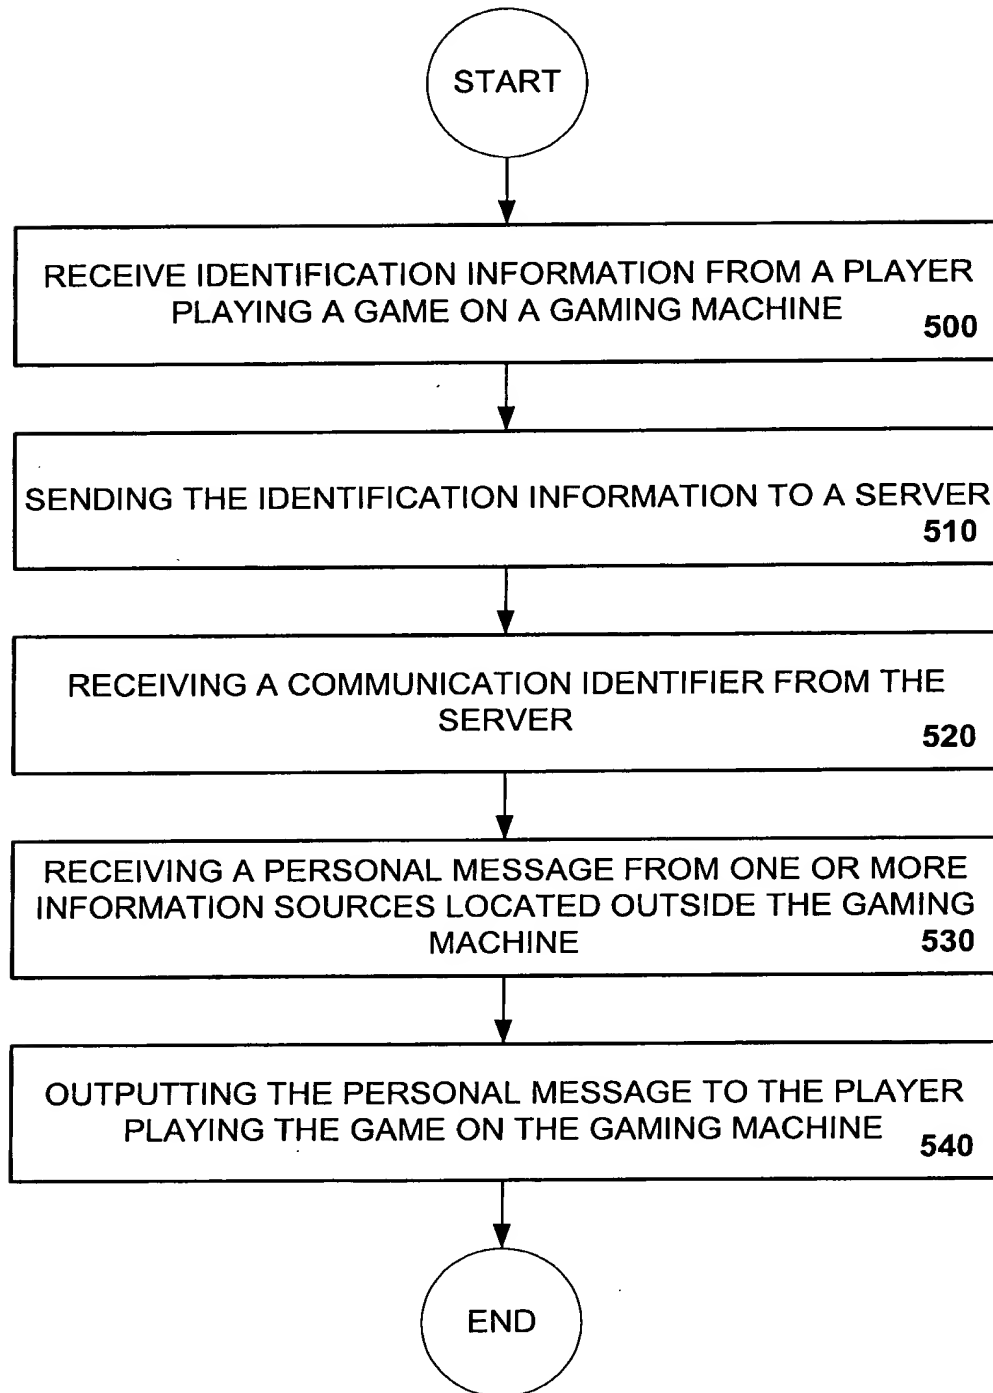 START
RECEIVE IDENTIFICATION INFORMATION FROM A PLAYER
PLAYING A GAME ON A GAMING MACHINE
500
SENDING THE IDENTIFICATION INFORMATION TO A SERVER
510
RECEIVING A COMMUNICATION IDENTIFIER FROM THE
SERVER
520
RECEIVING A PERSONAL MESSAGE FROM ONE OR MORE
INFORMATION SOURCES LOCATED OUTSIDE THE GAMING
MACHINE
530
OUTPUTTING THE PERSONAL MESSAGE TO THE PLAYER
PLAYING THE GAME ON THE GAMING MACHINE
540
END